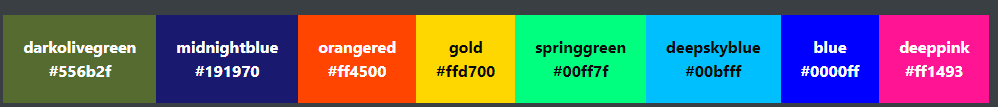 darkolivegreen
#556b2f
midnightblue
#191970
orangered
#ff4500
gold
#ffd700
springgreen
#00ff7f
deepskyblue
#00bfff
blue
#0000ff
deeppink
#ff1493